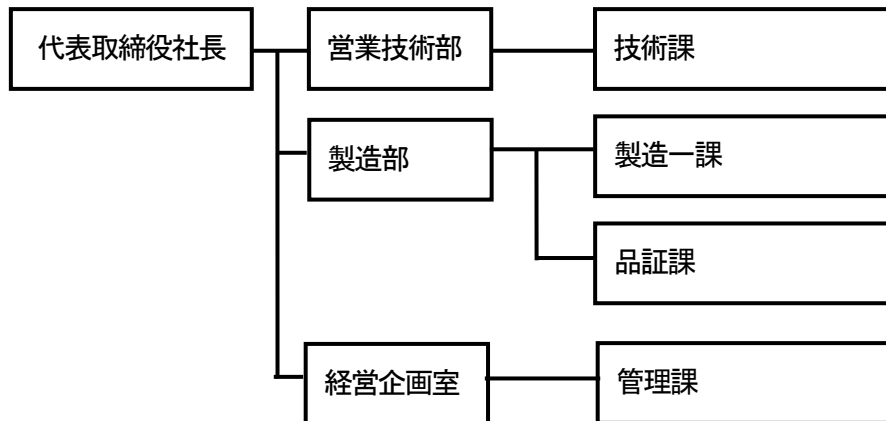 代表取締役社長
営業技術部
技術課
製造部
製造一課
品証課
経営企画室
管理課